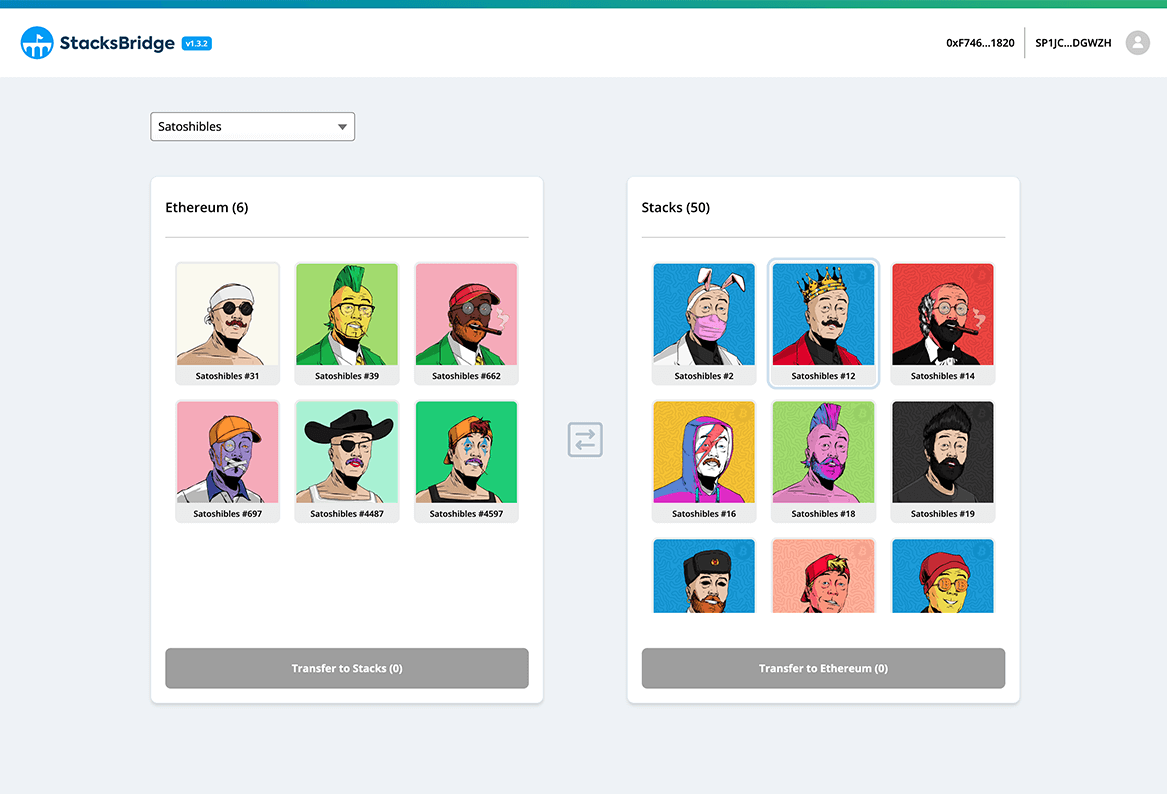 StacksBridge v1.3.2
0xF746...1820 SP1JC...DGWZH
Satoshibles
Ethereum (6)
Satoshibles #31 Satoshibles #39 Satoshibles #662
Satoshibles #697 Satoshibles #4487 Satoshibles #4597
Transfer to Stacks (0)
Stacks (50)
Satoshibles #2 Satoshibles #12 Satoshibles #14
Satoshibles #16 Satoshibles #18 Satoshibles #19
Transfer to Ethereum (0)